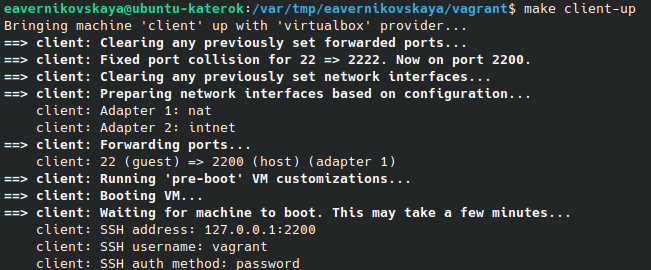 eavernikovskaya@ubuntu-katerok:/var/tmp/eavernikovskaya/vagrant$ make client-up
Bringing machine 'client' up with 'virtualbox' provider...
==> client: Clearing any previously set forwarded ports...
==> client: Fixed port collision for 22 => 2222. Now on port 2200.
==> client: Clearing any previously set network interfaces...
==> client: Preparing network interfaces based on configuration...
    client: Adapter 1: nat
    client: Adapter 2: intnet
==> client: Forwarding ports...
    client: 22 (guest) => 2200 (host) (adapter 1)
==> client: Running 'pre-boot' VM customizations...
==> client: Booting VM...
==> client: Waiting for machine to boot. This may take a few minutes...
    client: SSH address: 127.0.0.1:2200
    client: SSH username: vagrant
    client: SSH auth method: password